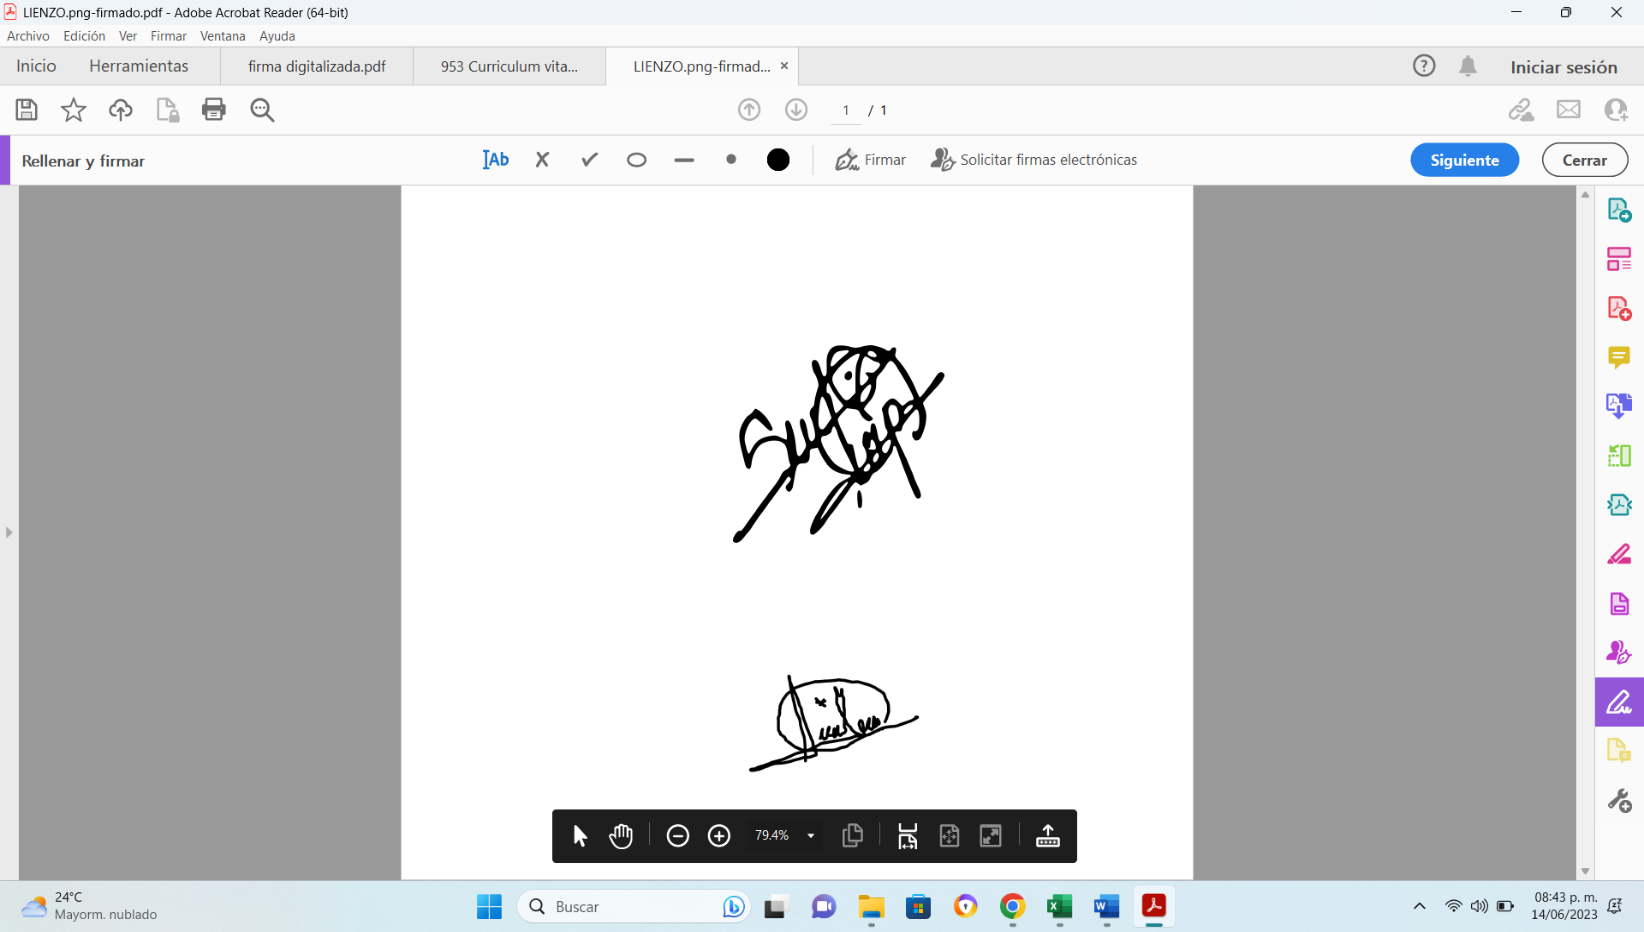 LIENZO.png-firmado.pdf - Adobe Acrobat Reader (64-bit)
Archivo Edición Ver Firmar Ventana Ayuda
Inicio Herramientas firma digitalizada.pdf 953 Curriculum vita... LIENZO.png-firmad... × Iniciar sesión
1 / 1
Rellenar y firmar Ab Firmar Solicitar firmas electrónicas Siguiente Cerrar
79.4%
24°C
Mayorm. nublado
Buscar
08:43 p. m.
14/06/2023